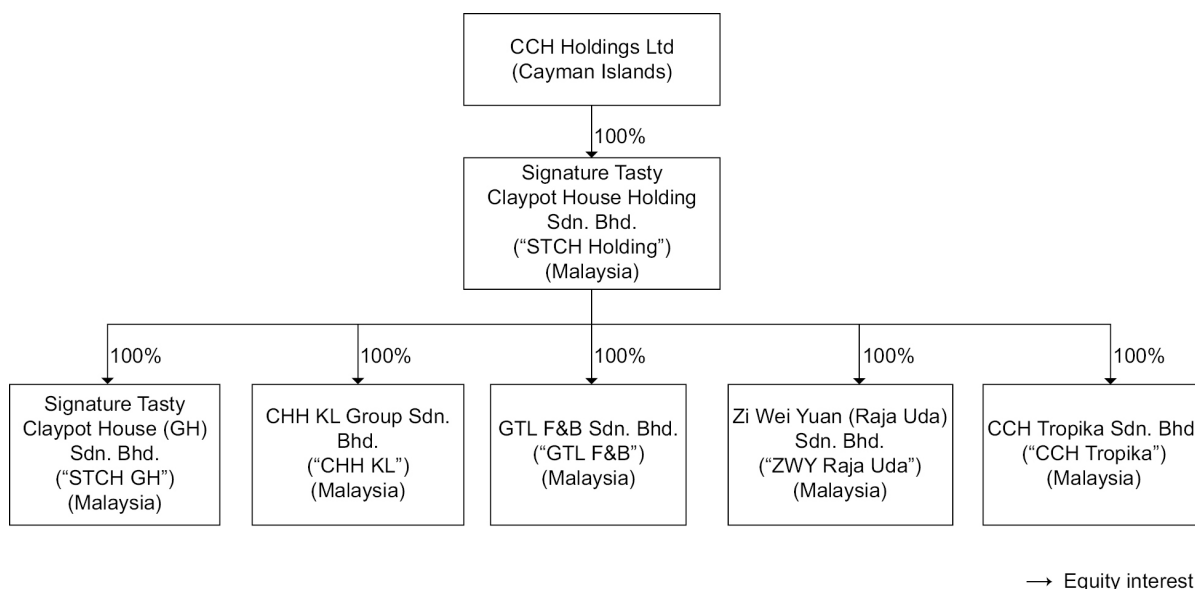 CCH Holdings Ltd
(Cayman Islands)
100%
Signature Tasty
Claypot House Holding
Sdn. Bhd.
(“STCH Holding”)
(Malaysia)
100%
100%
100%
100%
100%
Signature Tasty
Claypot House (GH)
Sdn. Bhd.
(“STCH GH”)
(Malaysia)
CHH KL Group Sdn.
Bhd.
(“CHH KL”)
(Malaysia)
GTL F&B Sdn. Bhd.
(“GTL F&B”)
(Malaysia)
Zi Wei Yuan (Raja Uda)
Sdn. Bhd.
(“ZWY Raja Uda”)
(Malaysia)
CCH Tropika Sdn. Bhd
(“CCH Tropika”)
(Malaysia)
→ Equity interest